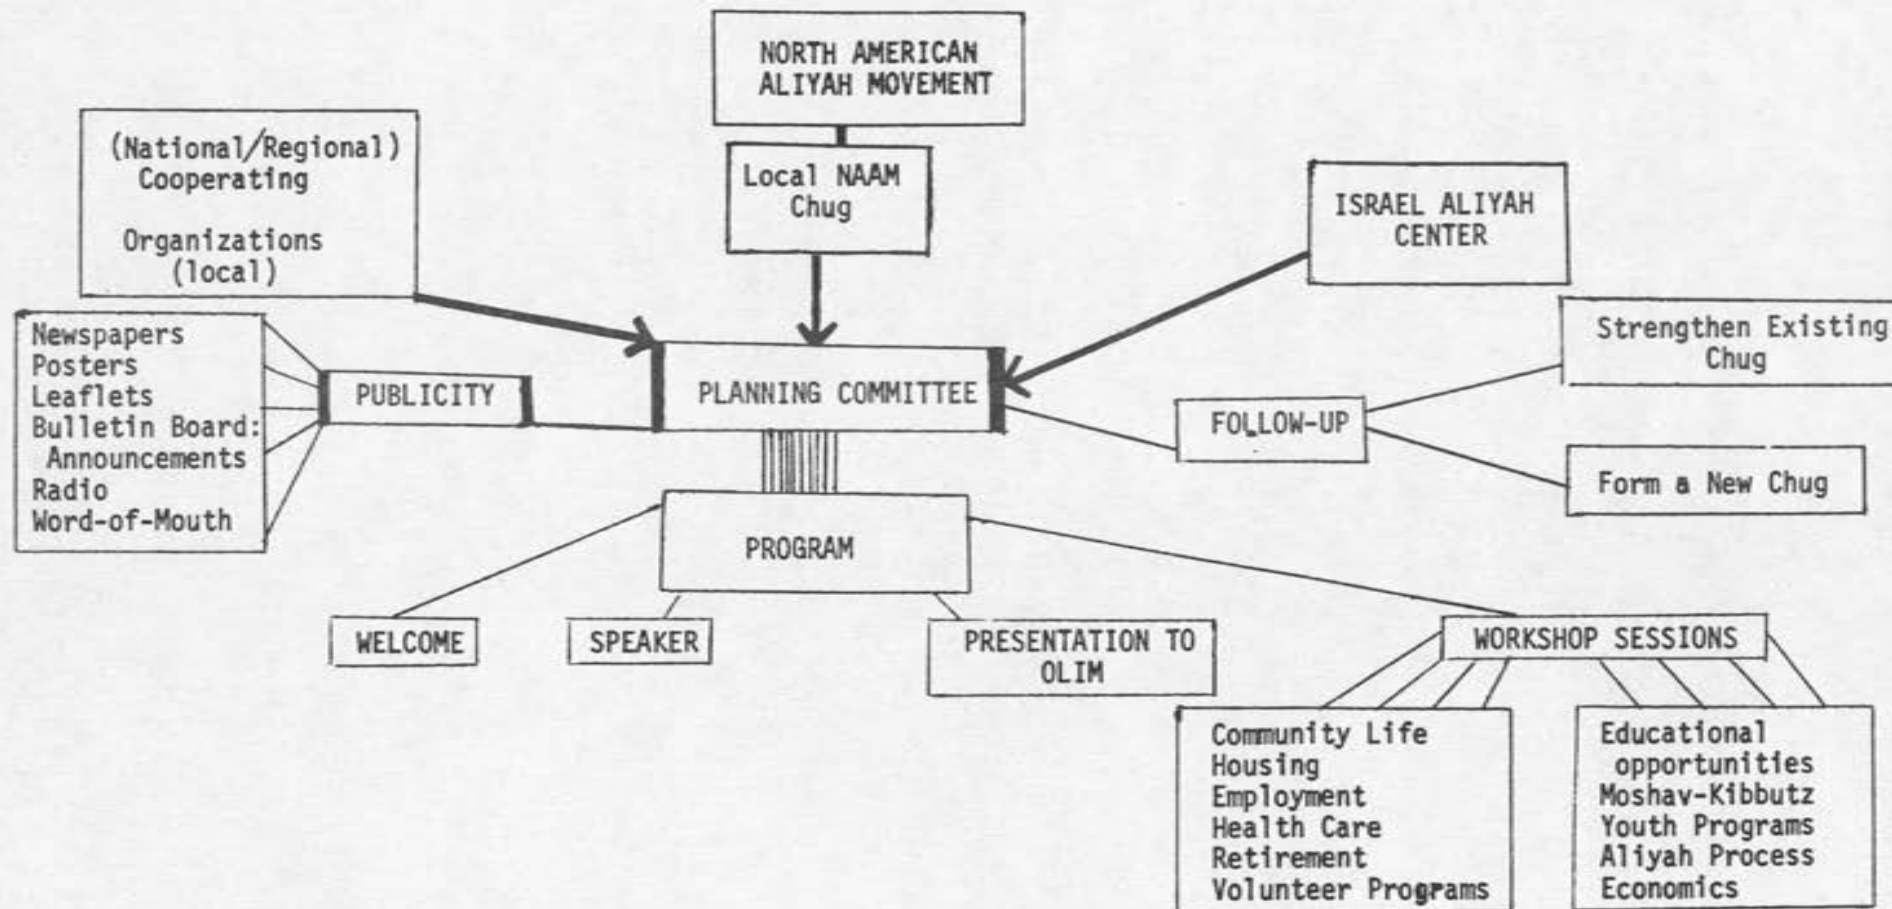 NORTH AMERICAN
ALIYAH MOVEMENT
(National/Regional)
Cooperating
Organizations
(local)
Local NAAM
Chug
ISRAEL ALIYAH
CENTER
Newspapers
Posters
Leaflets
Bulletin Board:
Announcements
Radio
Word-of-Mouth
PUBLICITY
PLANNING COMMITTEE
FOLLOW-UP
Strengthen Existing
Chug
Form a New Chug
PROGRAM
WELCOME
SPEAKER
PRESENTATION TO
OLIM
WORKSHOP SESSIONS
Community Life
Housing
Employment
Health Care
Retirement
Volunteer Programs
Educational
opportunities
Moshav-Kibbutz
Youth Programs
Aliyah Process
Economics